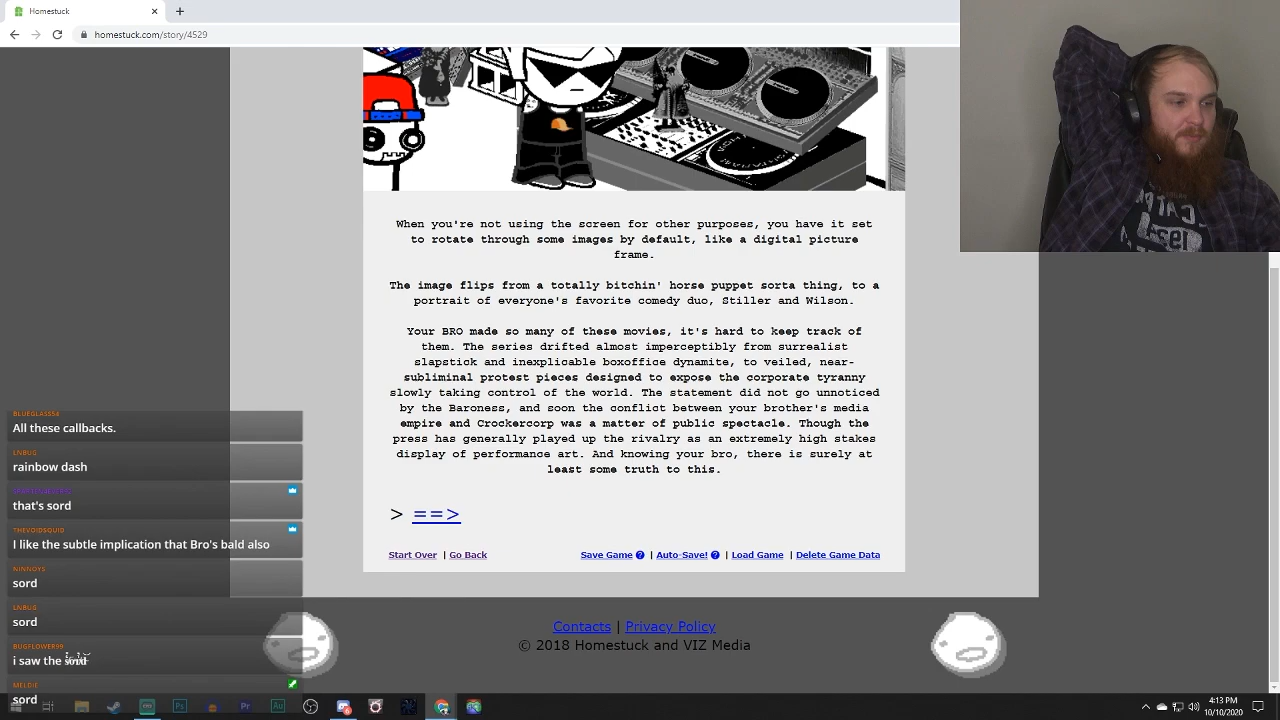 Homestuck
homestuck.com/story/4529
When you're not using the screen for other purposes, you have it set
to rotate through some images by default, like a digital picture
frame.
The image flips from a totally bitchin' horse puppet sorta thing, to a
portrait of everyone's favorite comedy duo, Stiller and Wilson.
Your BRO made so many of these movies, it's hard to keep track of
them. The series drifted almost imperceptibly from surrealist
slapstick and inexplicable boxoffice dynamite, to veiled, near-
subliminal protest pieces designed to expose the corporate tyranny
slowly taking control of the world. The statement did not go unnoticed
by the Baroness, and soon the conflict between your brother's media
empire and Crockercorp was a matter of public spectacle. Though the
press has generally played up the rivalry as an extremely high stakes
display of performance art. And knowing your bro, there is surely at
least some truth to this.
> ==>
Start Over | Go Back
Save Game ? | Auto-Save! ? | Load Game | Delete Game Data
Contacts | Privacy Policy
© 2018 Homestuck and VIZ Media
BLUEGLASS56
All these callbacks.
LNBUG
rainbow dash
that's sord
THEVOIDSQUID
I like the subtle implication that Bro's bald also
NINNOYS
sord
LNBUG
sord
BUGFLOWER99
i saw the
MELDIE
sord
4:13 PM
10/10/2020